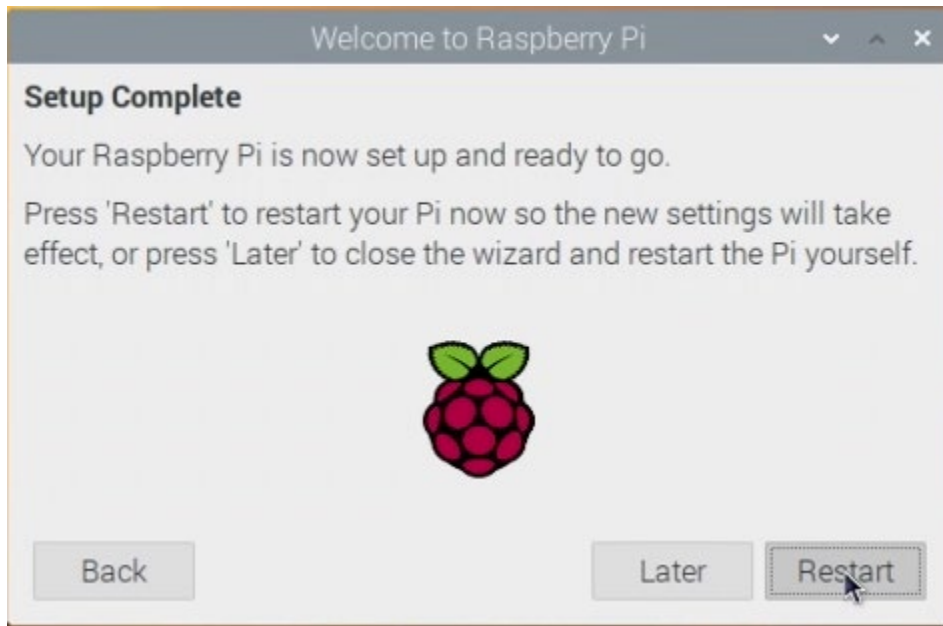 Welcome to Raspberry Pi
Setup Complete
Your Raspberry Pi is now set up and ready to go.
Press 'Restart' to restart your Pi now so the new settings will take
effect, or press 'Later' to close the wizard and restart the Pi yourself.
Back
Later
Restart